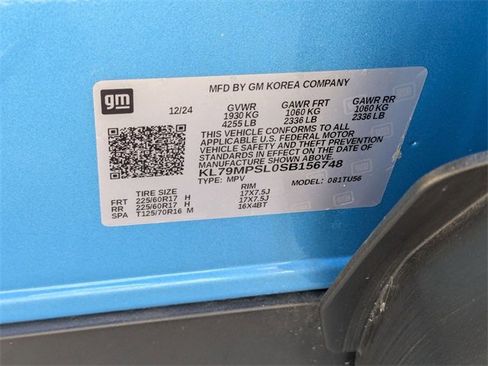 gm
MFD BY GM KOREA COMPANY
12/24 GVWR GAWR FRT GAWR RR
1930 KG 1060 KG 1060 KG
4255 LB 2336 LB 2336 LB
THIS VEHICLE CONFORMS TO ALL
APPLICABLE U.S. FEDERAL MOTOR
VEHICLE SAFETY AND THEFT PREVENTION
STANDARDS IN EFFECT ON THE DATE OF
MANUFACTURE SHOWN ABOVE.
KL79MPSL0SB156748
TYPE: MPV MODEL: 081TU56
TIRE SIZE RIM
FRT 225/60R17 H 17X7.5J
RR 225/60R17 H 17X7.5J
SPA T125/70R16 M 16X4BT